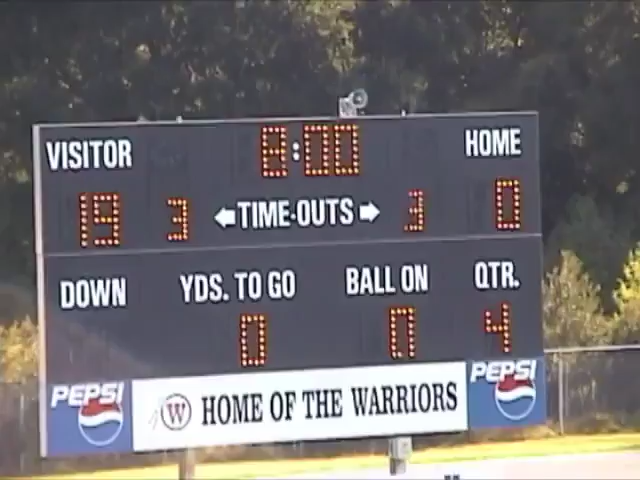 VISITOR 8:00 HOME
19 3 TIME-OUTS 3 0
DOWN YDS. TO GO BALL ON QTR.
0 0 4
PEPSI W HOME OF THE WARRIORS PEPSI